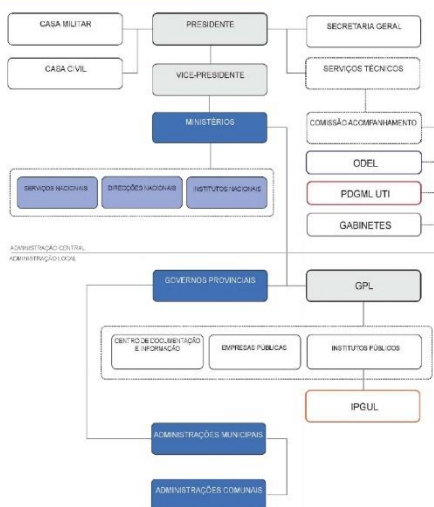 CASA MILITAR
PRESIDENTE
SECRETARIA GERAL
CASA CIVIL
VICE-PRESIDENTE
SERVIÇOS TÉCNICOS
MINISTÉRIOS
COMISSÃO ACOMPANHAMENTO
ODEL
SERVIÇOS NACIONAIS
DIRECÇÕES NACIONAIS
INSTITUTOS NACIONAIS
PDGML UTI
GABINETES
ADMINISTRAÇÃO CENTRAL
ADMINISTRAÇÃO LOCAL
GOVERNOS PROVINCIAIS
GPL
CENTRO DE DOCUMENTAÇÃO
E INFORMAÇÃO
EMPRESAS PÚBLICAS
INSTITUTOS PÚBLICOS
IPGUL
ADMINISTRAÇÕES MUNICIPAIS
ADMINISTRAÇÕES COMUNAIS